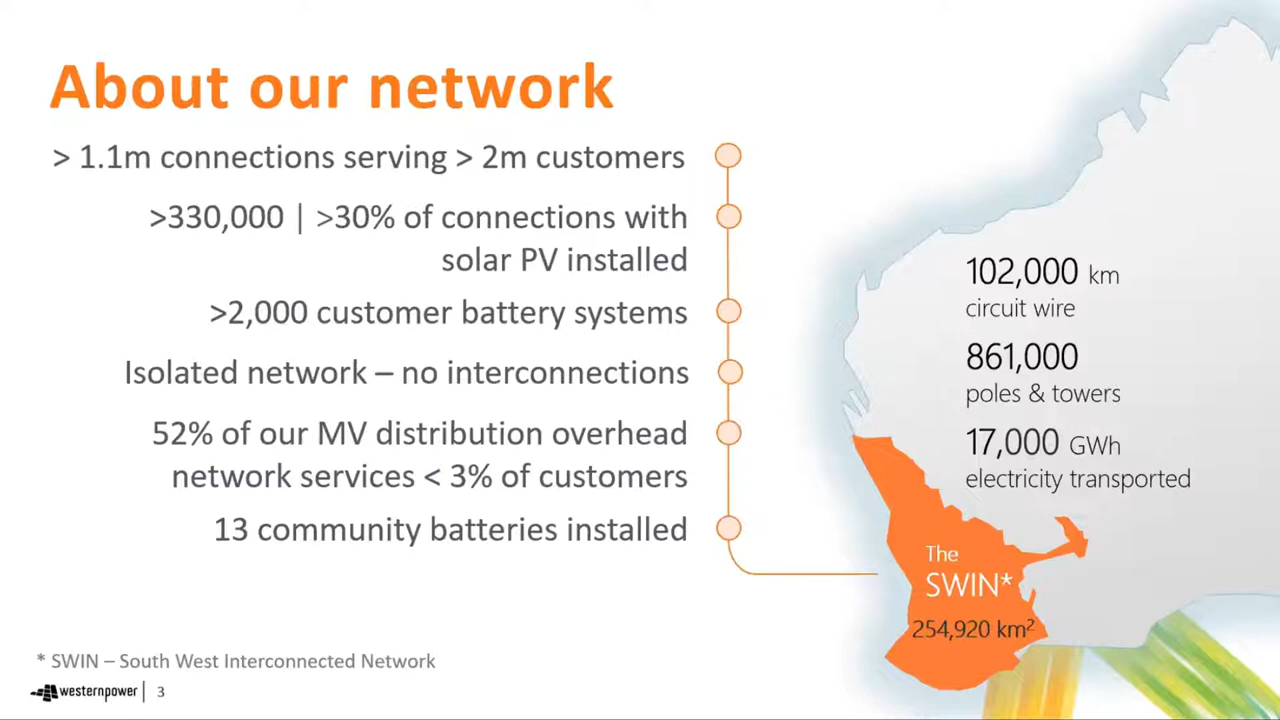 About our network
> 1.1m connections serving > 2m customers
>330,000 | >30% of connections with
solar PV installed
>2,000 customer battery systems
Isolated network – no interconnections
52% of our MV distribution overhead
network services < 3% of customers
13 community batteries installed
102,000 km
circuit wire
861,000
poles & towers
17,000 GWh
electricity transported
The
SWIN*
254,920 km²
* SWIN – South West Interconnected Network
westernpower | 3